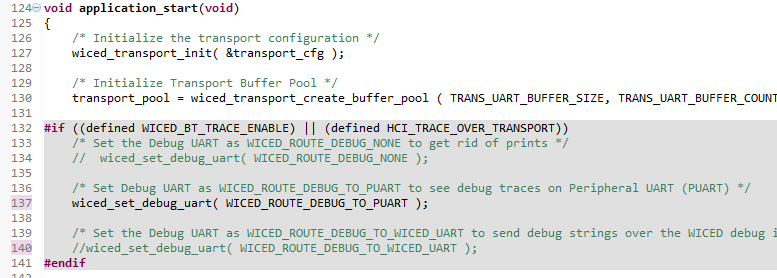 124 void application_start(void)
125 {
126 /* Initialize the transport configuration */
127 wiced_transport_init( &transport_cfg );
128
129 /* Initialize Transport Buffer Pool */
130 transport_pool = wiced_transport_create_buffer_pool ( TRANS_UART_BUFFER_SIZE, TRANS_UART_BUFFER_COUNT
131
132 #if ((defined WICED_BT_TRACE_ENABLE) || (defined HCI_TRACE_OVER_TRANSPORT))
133 /* Set the Debug UART as WICED_ROUTE_DEBUG_NONE to get rid of prints */
134 // wiced_set_debug_uart( WICED_ROUTE_DEBUG_NONE );
135
136 /* Set Debug UART as WICED_ROUTE_DEBUG_TO_PUART to see debug traces on Peripheral UART (PUART) */
137 wiced_set_debug_uart( WICED_ROUTE_DEBUG_TO_PUART );
138
139 /* Set the Debug UART as WICED_ROUTE_DEBUG_TO_WICED_UART to send debug strings over the WICED debug i
140 //wiced_set_debug_uart( WICED_ROUTE_DEBUG_TO_WICED_UART );
141 #endif